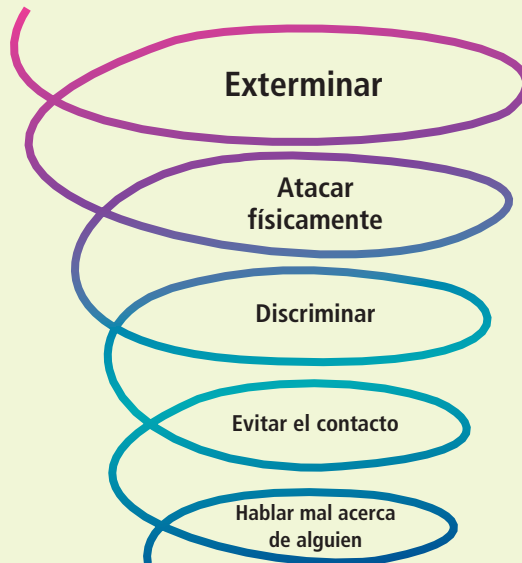 Exterminar
Atacar
físicamente
Discriminar
Evitar el contacto
Hablar mal acerca
de alguien